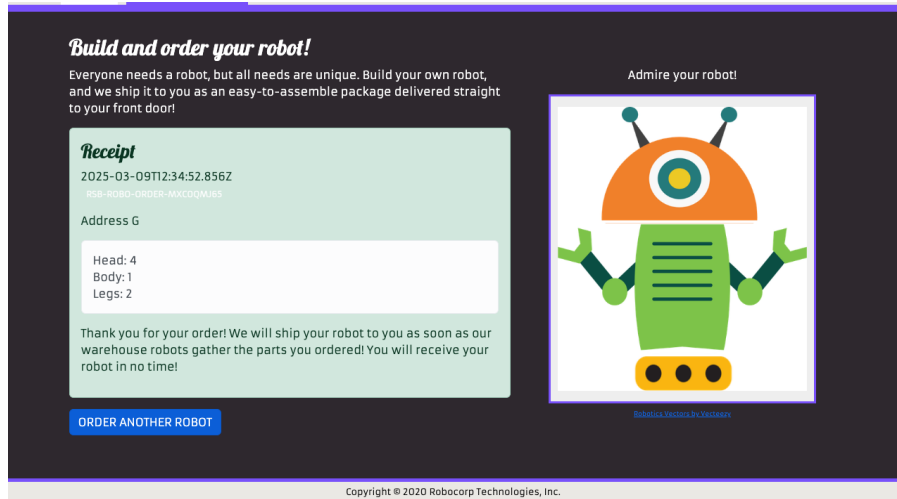 Build and order your robot!
Everyone needs a robot, but all needs are unique. Build your own robot,
and we ship it to you as an easy-to-assemble package delivered straight
to your front door!
Receipt
2025-03-09T12:34:52.856Z
RSB-ROBO-ORDER-MXCODMJ65
Address G
Head: 4
Body: 1
Legs: 2
Thank you for your order! We will ship your robot to you as soon as our
warehouse robots gather the parts you ordered! You will receive your
robot in no time!
ORDER ANOTHER ROBOT
Admire your robot!
Robotics Vectors by Vecteezy
Copyright © 2020 Robocorp Technologies, Inc.